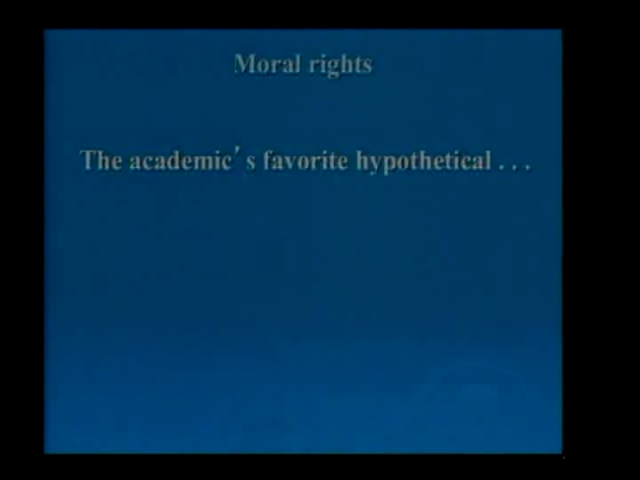 Moral rights
The academic's favorite hypothetical . . .